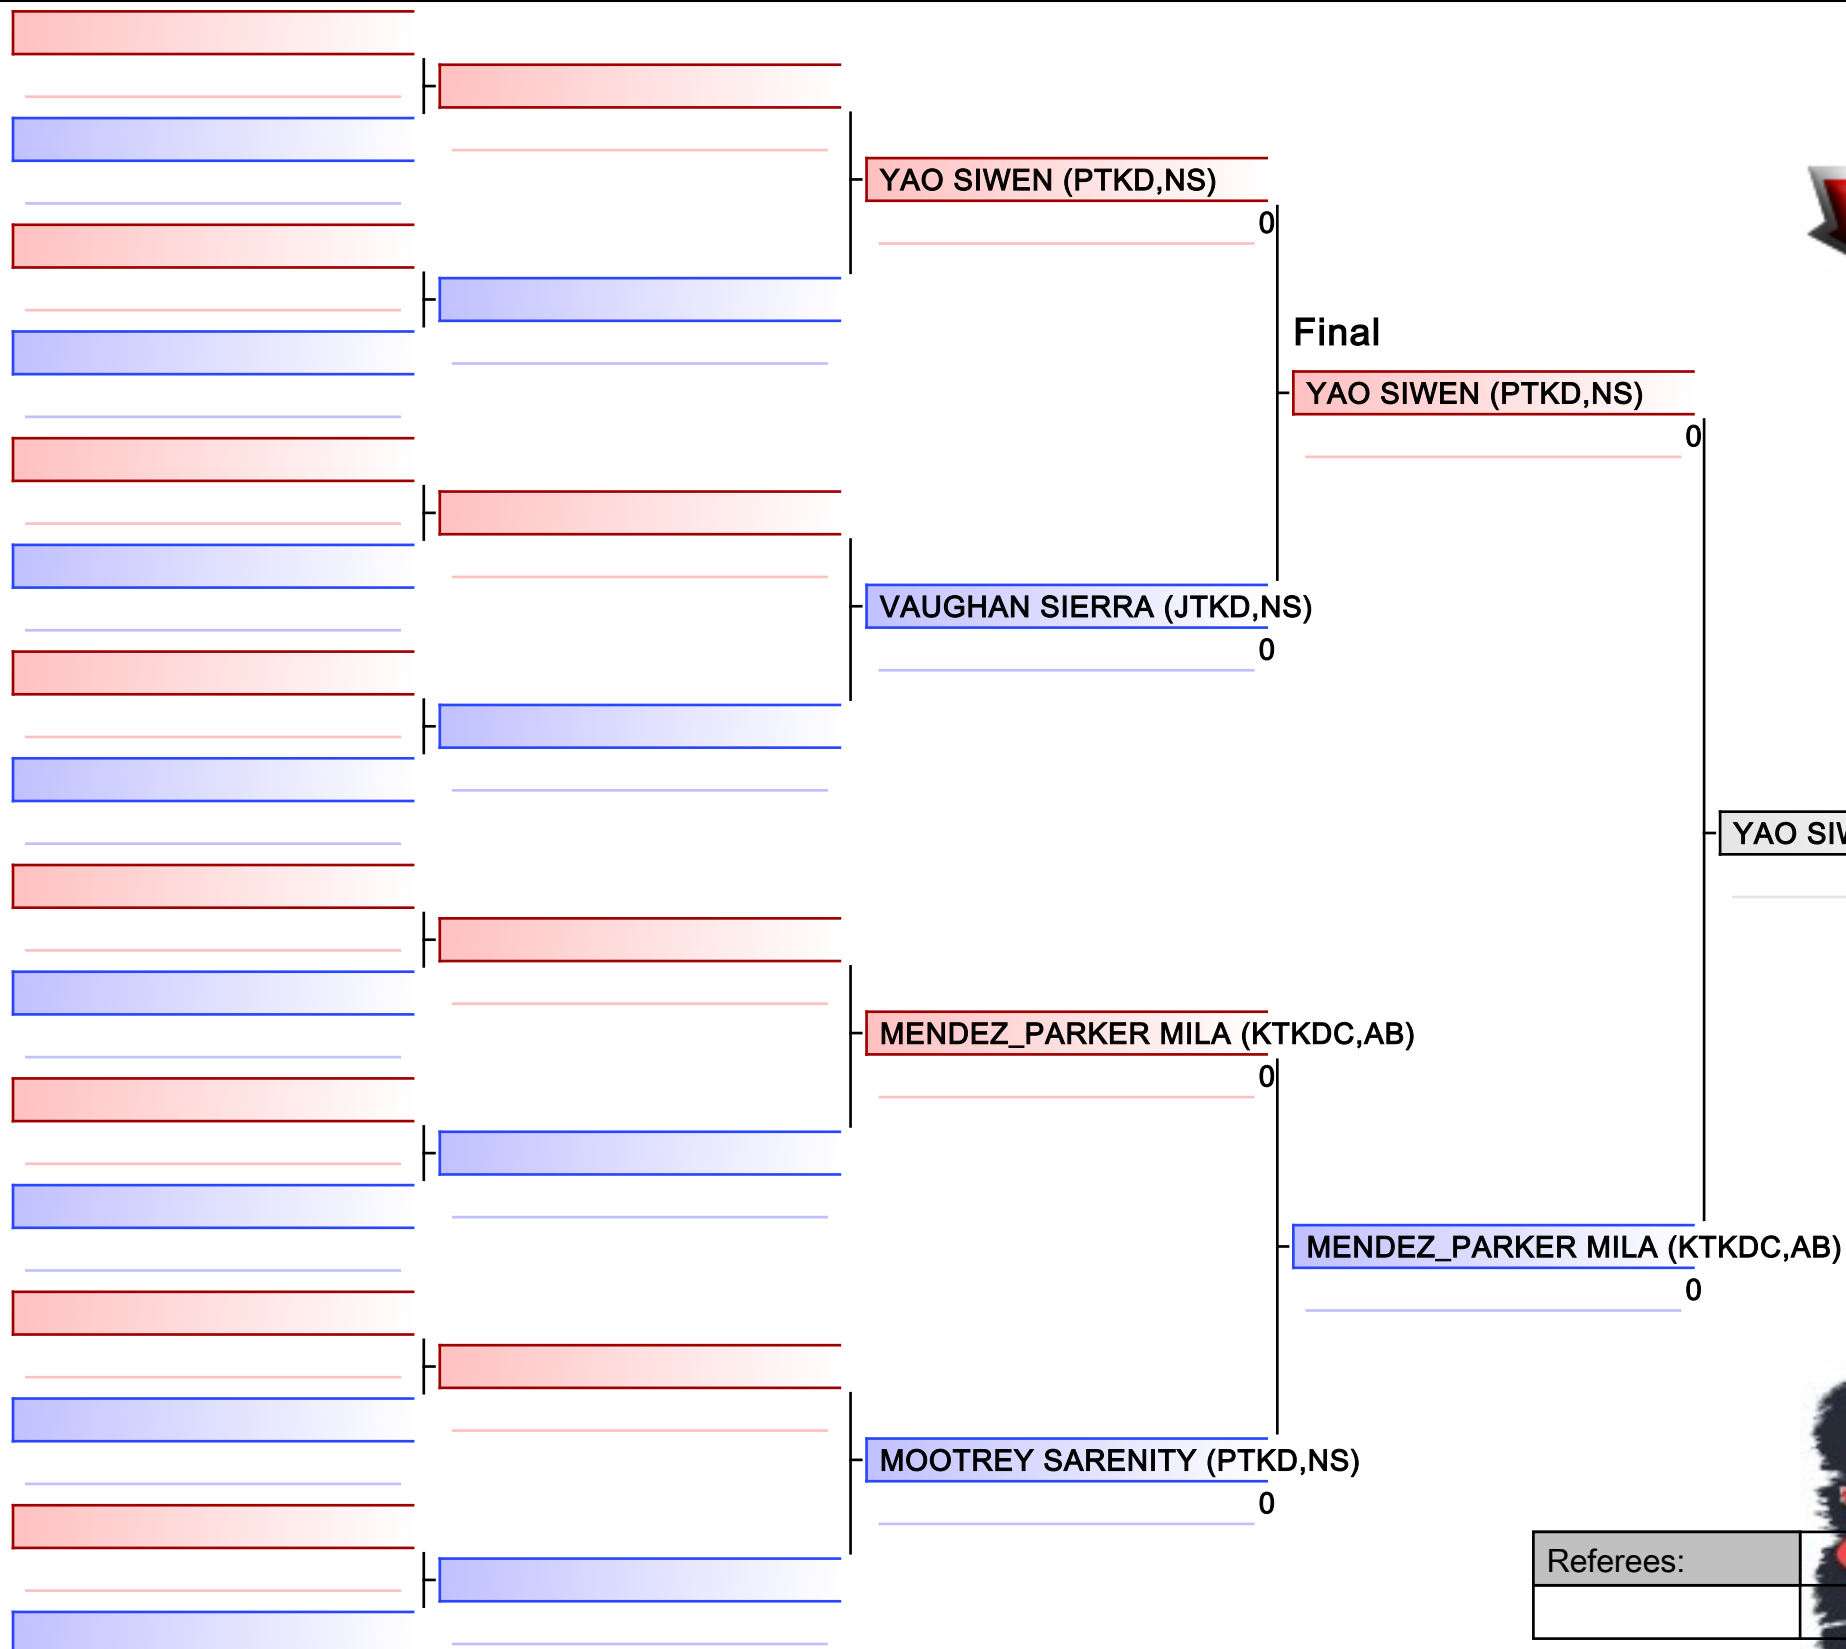 YAO SIWEN (PTKD,NS)
0
Final
YAO SIWEN (PTKD,NS)
0
VAUGHAN SIERRA (JTKD,NS)
0
YAO
MENDEZ_PARKER MILA (KTKDC,AB)
0
MENDEZ_PARKER MILA (KTKDC,AB)
0
MOOTREY SARENITY (PTKD,NS)
0
Referees: